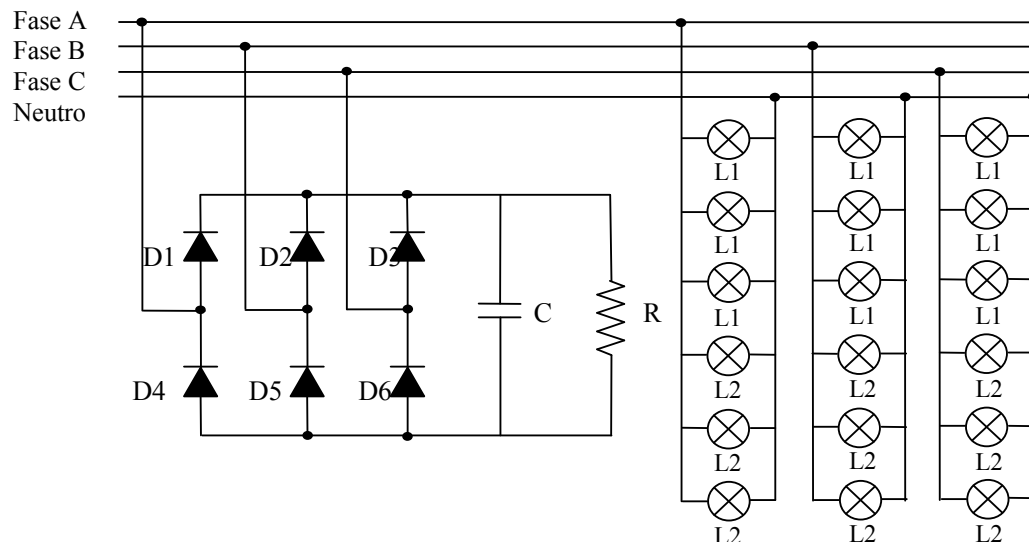 Fase A
Fase B
Fase C
Neutro
L1 L1 L1
L1 L1 L1
D1 D2 D3
L1 L1 L1
C R
D4 D5 D6
L2 L2 L2
L2 L2 L2
L2 L2 L2